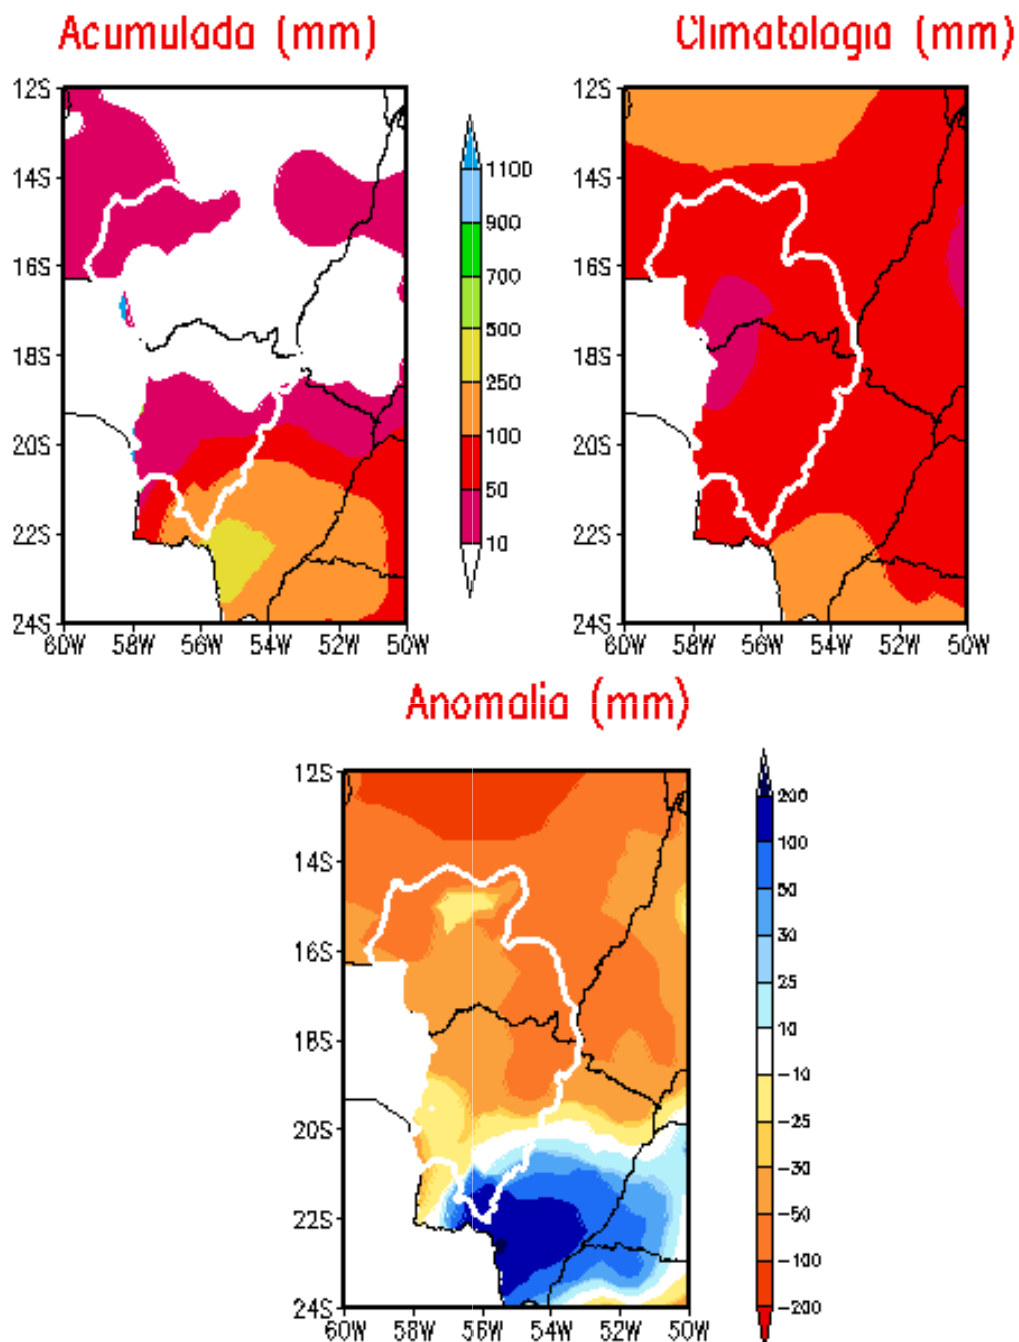 Acumulada (mm)
Climatologia (mm)
12S
14S
16S
18S
20S
22S
24S
60W 58W 56W 54W 52W 50W
1100
900
700
500
250
100
50
10
12S
14S
16S
18S
20S
22S
24S
60W 58W 56W 54W 52W 50W
Anomalia (mm)
12S
14S
16S
18S
20S
22S
24S
60W 58W 56W 54W 52W 50W
200
100
50
30
25
10
-10
-25
-30
-50
-100
-200